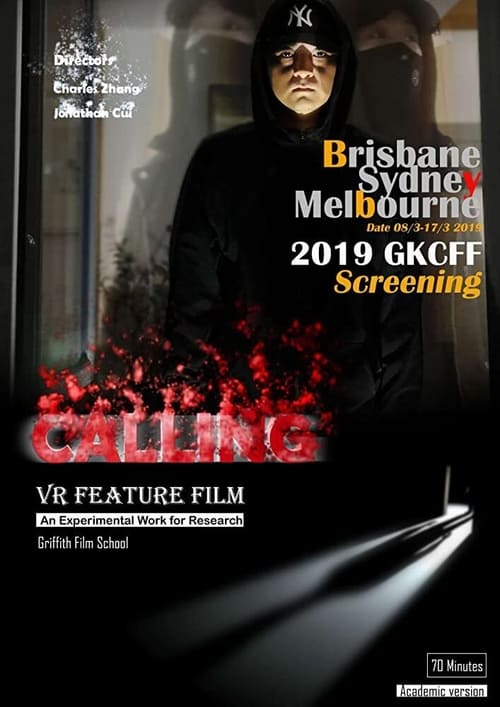 Directors
Charles Zhang
Jonathan Cui
NY
Brisbane
Sydney
Melbourne
Date 08/3-17/3 2019
2019 GKCFF
Screening
CALLING
VR FEATURE FILM
An Experimental Work for Research
Griffith Film School
70 Minutes
Academic version